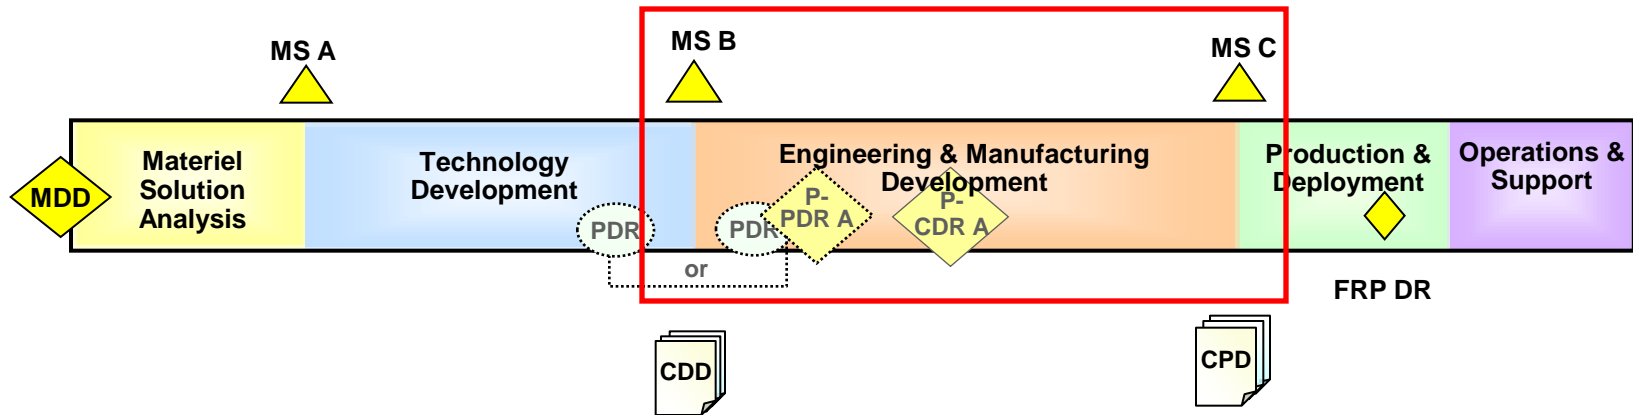 MS A
MS B
MS C
MDD
Materiel
Solution
Analysis
Technology
Development
Engineering & Manufacturing
Development
Production &
Deployment
Operations &
Support
PDR
PDR
P-
PDR A
P-
CDR A
or
FRP DR
CDD
CPD